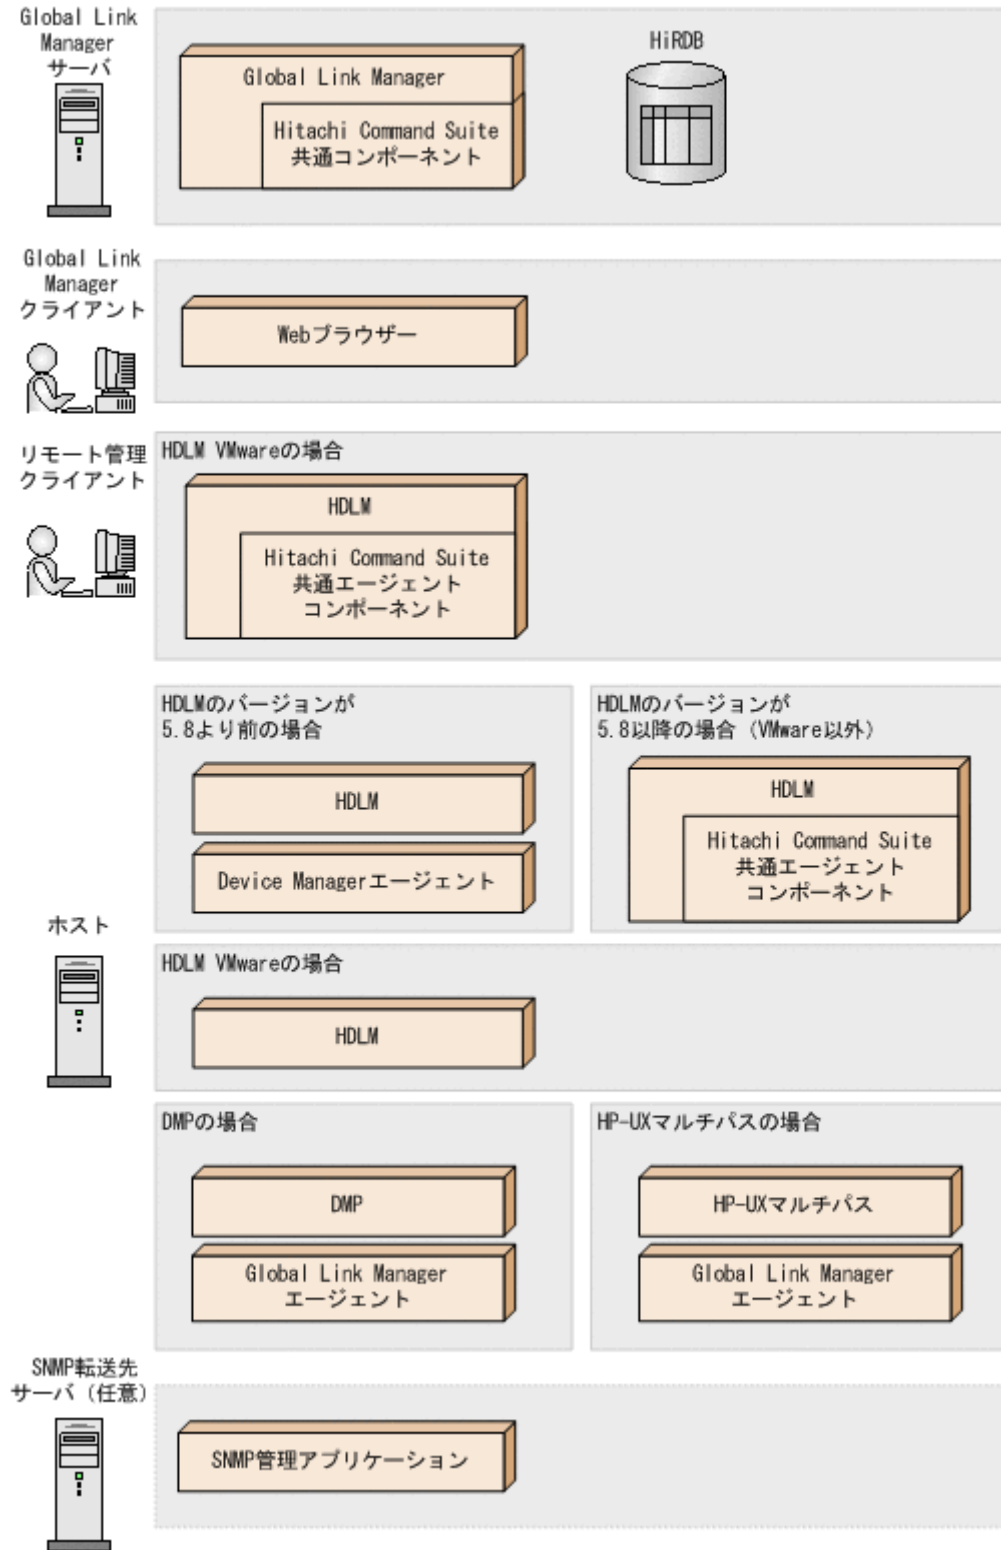 Global Link
Manager
サーバ
Global Link Manager
Hitachi Command Suite
共通コンポーネント
HiRDB
Global Link
Manager
クライアント
Webブラウザー
リモート管理
クライアント
HDLM VMwareの場合
HDLM
Hitachi Command Suite
共通エージェント
コンポーネント
ホスト
HDLMのバージョンが
5.8より前の場合
HDLM
Device Managerエージェント
HDLMのバージョンが
5.8以降の場合（VMware以外）
HDLM
Hitachi Command Suite
共通エージェント
コンポーネント
HDLM VMwareの場合
HDLM
DMPの場合
DMP
Global Link Manager
エージェント
HP-UXマルチパスの場合
HP-UXマルチパス
Global Link Manager
エージェント
SNMP転送先
サーバ（任意）
SNMP管理アプリケーション